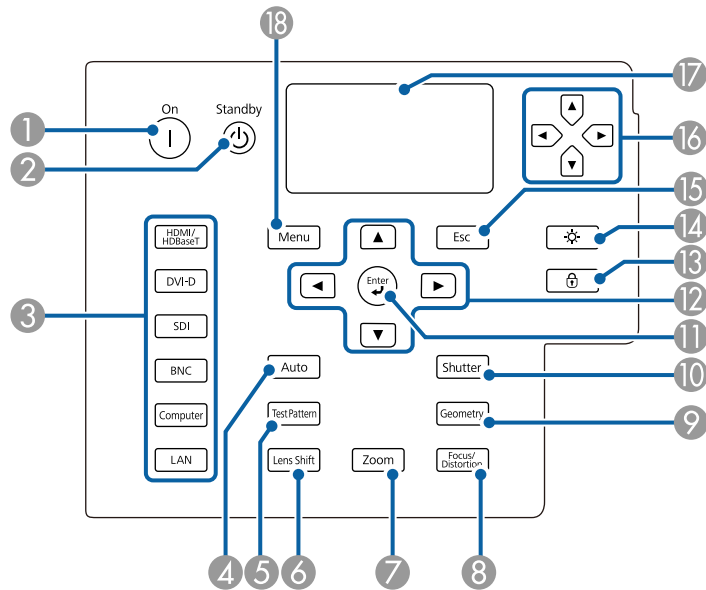 18
17
On
Standby
1
16
2
15
HDMI/
HDBaseT
Menu
Esc
14
13
DVI-D
Enter
12
3
SDI
11
BNC
Auto
Shutter
10
Computer
Test Pattern
Geometry
9
LAN
Lens Shift
Zoom
Focus/
Distortion
4
5
6
7
8